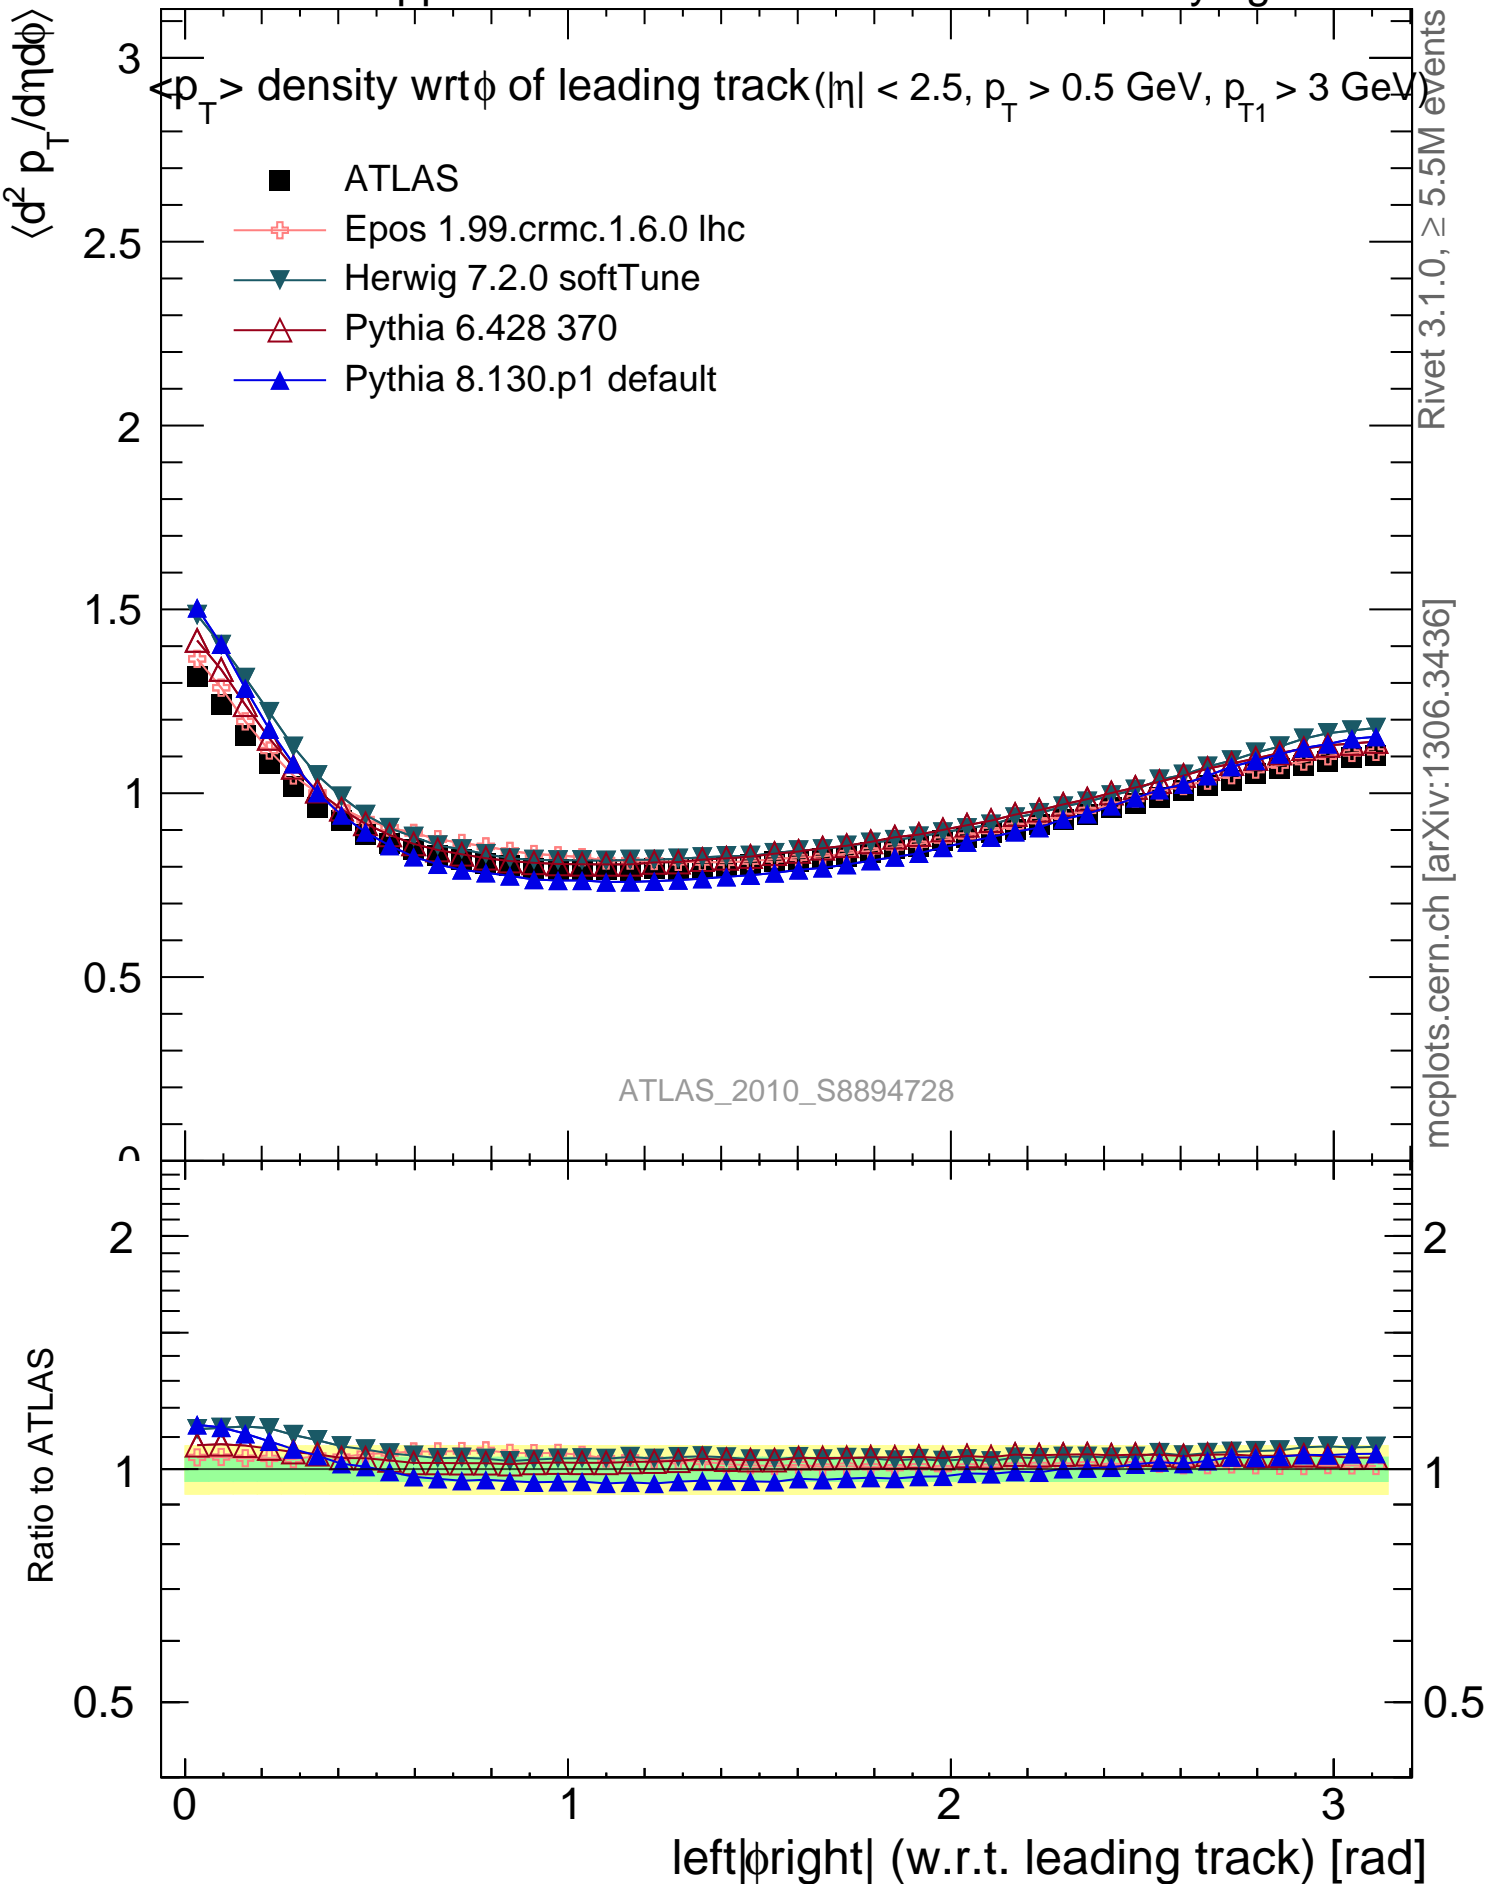 pp
⟨d² p_T/dηdϕ⟩
<p_T> density wrtϕ of leading track(|η| < 2.5, p_T > 0.5 GeV, p_T1 > 3 GeV)
ATLAS
Epos 1.99.crmc.1.6.0 lhc
Herwig 7.2.0 softTune
Pythia 6.428 370
Pythia 8.130.p1 default
3
2.5
2
1.5
1
0.5
0
ATLAS_2010_S8894728
Rivet 3.1.0, ≥ 5.5M events
mcplots.cern.ch [arXiv:1306.3436]
Ratio to ATLAS
2
1
0.5
2
1
0.5
0
1
2
3
left|ϕright| (w.r.t. leading track) [rad]